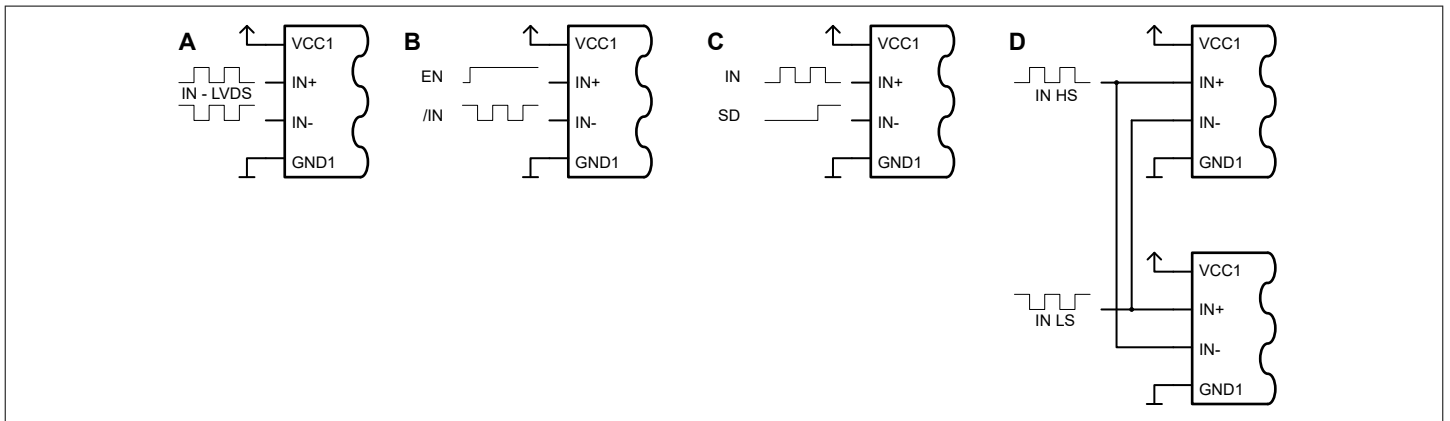 A
VCC1
IN+
IN - LVDS
IN-
GND1
B
VCC1
EN
IN+
/IN
IN-
GND1
C
VCC1
IN
IN+
SD
IN-
GND1
D
VCC1
IN+
IN HS
IN-
GND1
VCC1
IN+
IN LS
IN-
GND1